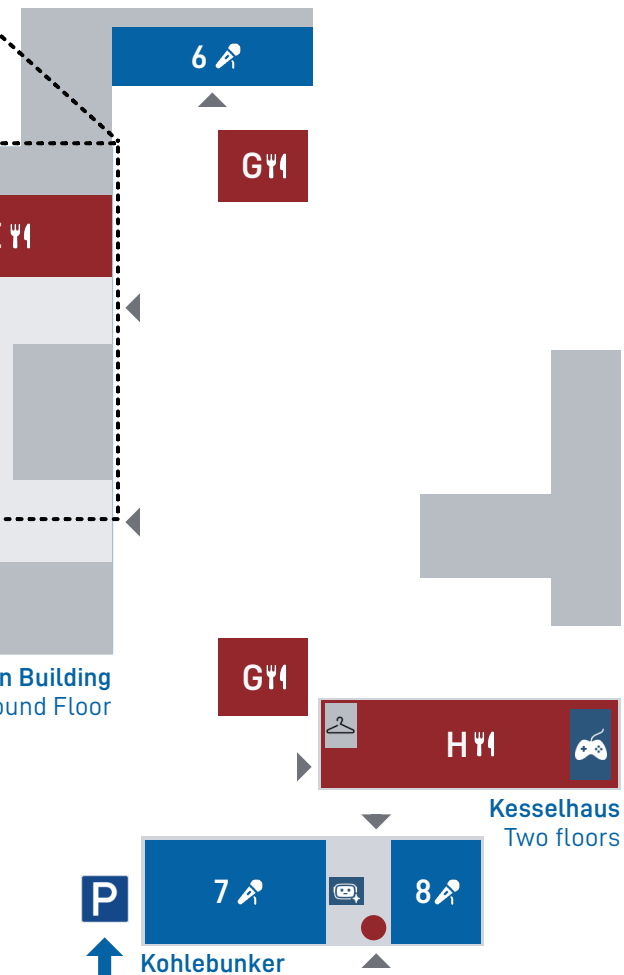 6
G
G
n Building
ound Floor
H
Kesselhaus
Two floors
7
8
P
Kohlebunker